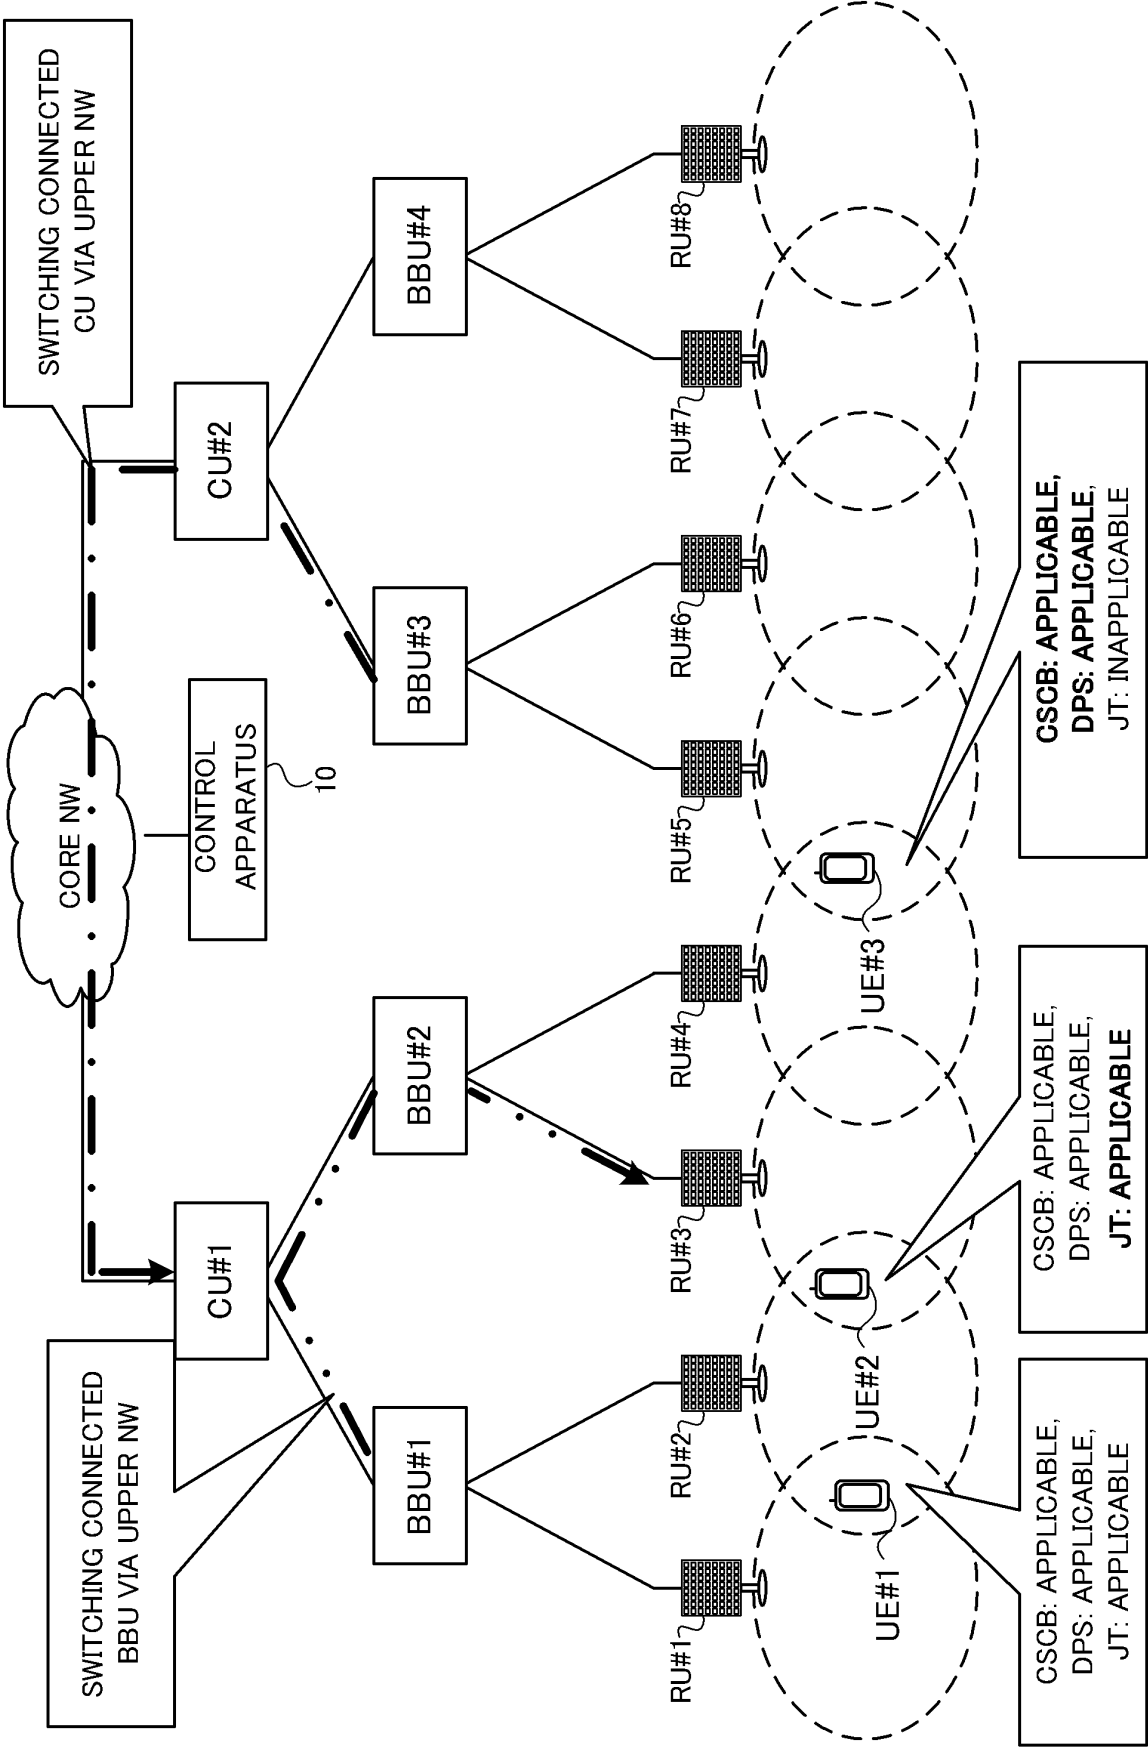 SWITCHING CONNECTED
BBU VIA UPPER NW
CORE NW
SWITCHING CONNECTED
CU VIA UPPER NW
CONTROL
APPARATUS
10
CU#1
CU#2
BBU#1
BBU#2
BBU#3
BBU#4
RU#1
RU#2
RU#3
RU#4
RU#5
RU#6
RU#7
RU#8
UE#1
UE#2
UE#3
CSCB: APPLICABLE,
DPS: APPLICABLE,
JT: APPLICABLE
CSCB: APPLICABLE,
DPS: APPLICABLE,
JT: APPLICABLE
CSCB: APPLICABLE,
DPS: APPLICABLE,
JT: INAPPLICABLE